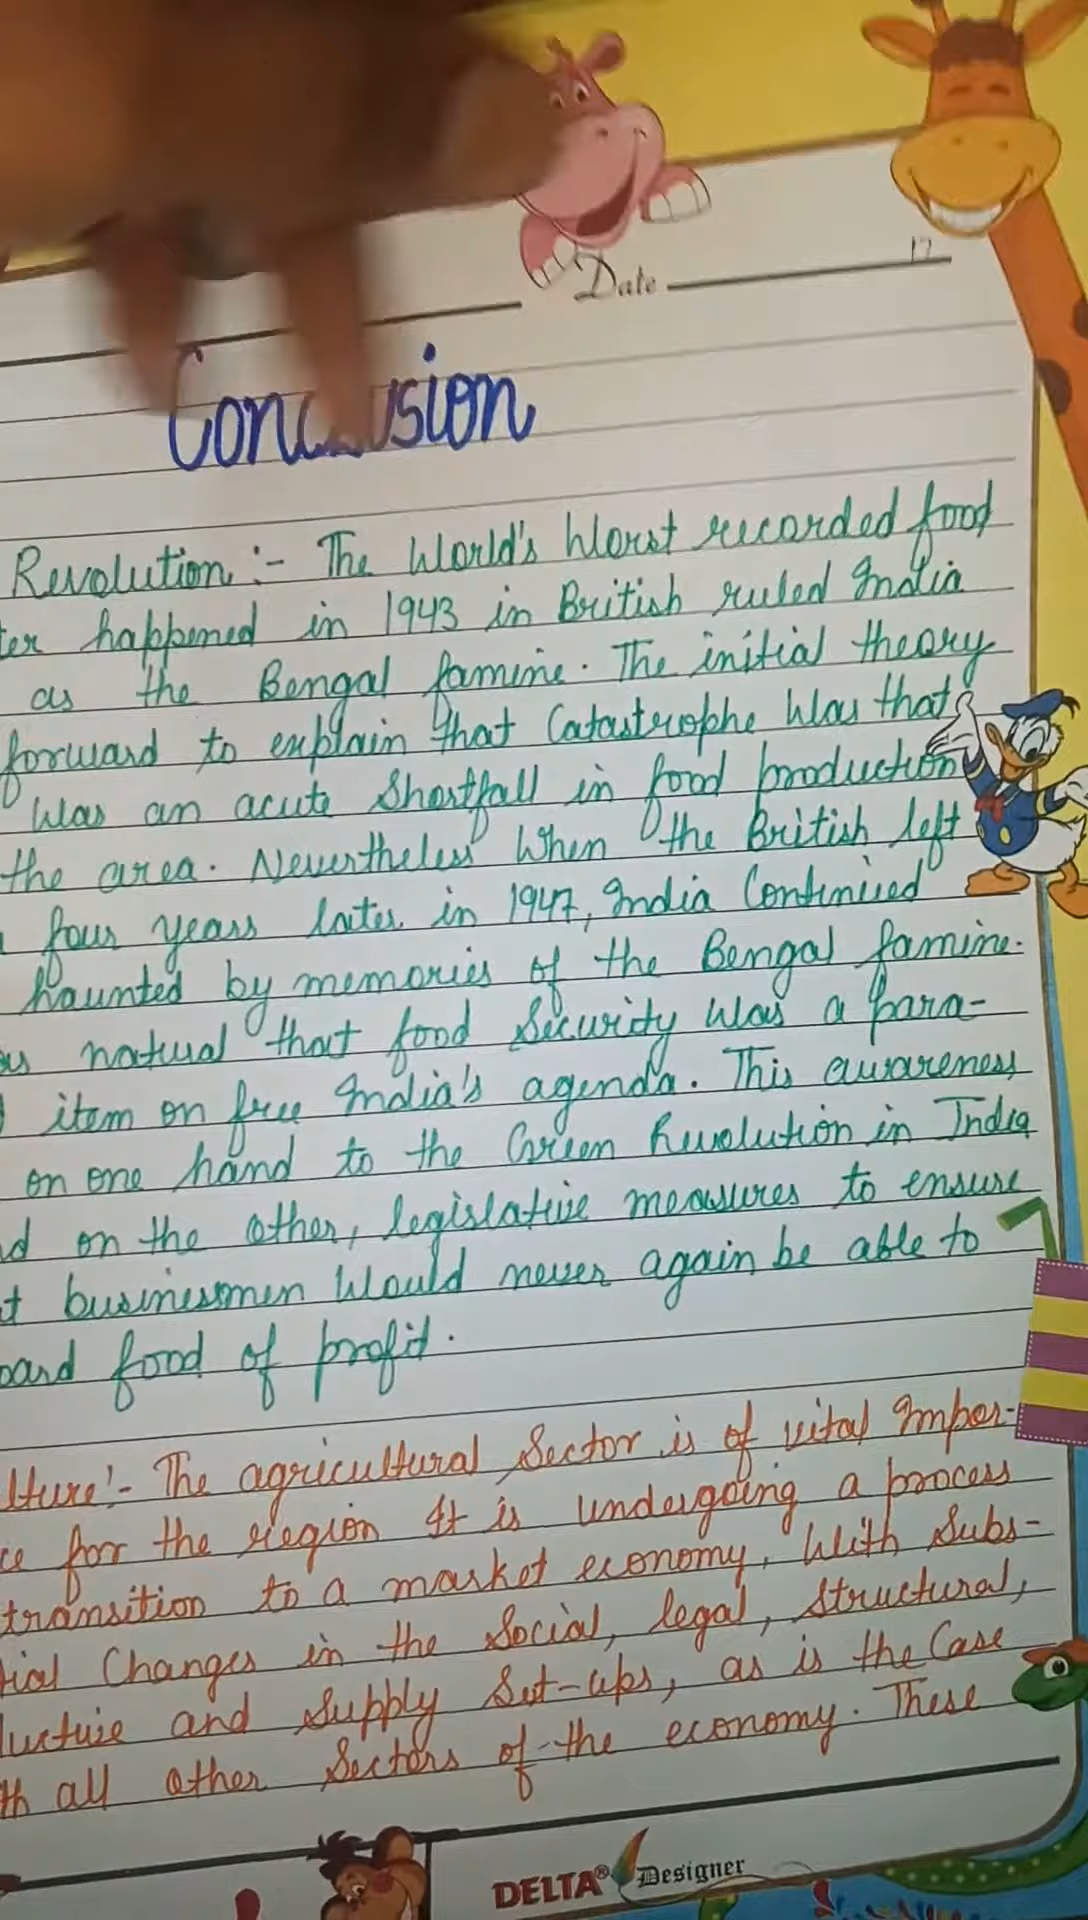 Date 17
Conclusion
Revolution :- The World's Worst recorded food
happened in 1943 in British ruled India
as the Bengal famine. The initial theory
forward to explain that Catastrophe Was that
Was an acute Shortfall in food production
the area. Nevertheless When the British left
four years later in 1947, India Continued
haunted by memories of the Bengal famine.
natural that food Security Was a para-
item on free India's agenda. This awareness
on one hand to the Green Revolution in India
on the other, legislative measures to ensure
businessmen Would never again be able to
food of profit.
The agricultural Sector is of vital Impor-
for the region It is undergoing a process
transition to a market economy, With Subs-
Changes in the Social, legal, structural,
and Supply Set-ups, as is the Case
all other Sectors of the economy. These
DELTA® Designer